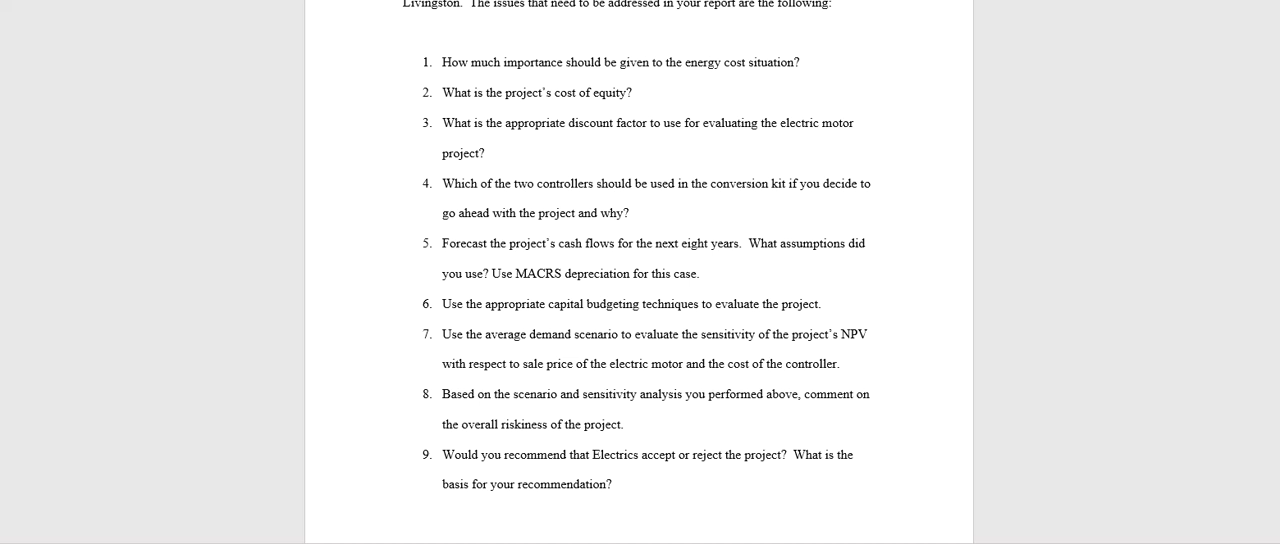 Livingston.  The issues that need to be addressed in your report are the following:
1. How much importance should be given to the energy cost situation?
2. What is the project's cost of equity?
3. What is the appropriate discount factor to use for evaluating the electric motor
project?
4. Which of the two controllers should be used in the conversion kit if you decide to
go ahead with the project and why?
5. Forecast the project's cash flows for the next eight years.  What assumptions did
you use? Use MACRS depreciation for this case.
6. Use the appropriate capital budgeting techniques to evaluate the project.
7. Use the average demand scenario to evaluate the sensitivity of the project's NPV
with respect to sale price of the electric motor and the cost of the controller.
8. Based on the scenario and sensitivity analysis you performed above, comment on
the overall riskiness of the project.
9. Would you recommend that Electrics accept or reject the project?  What is the
basis for your recommendation?